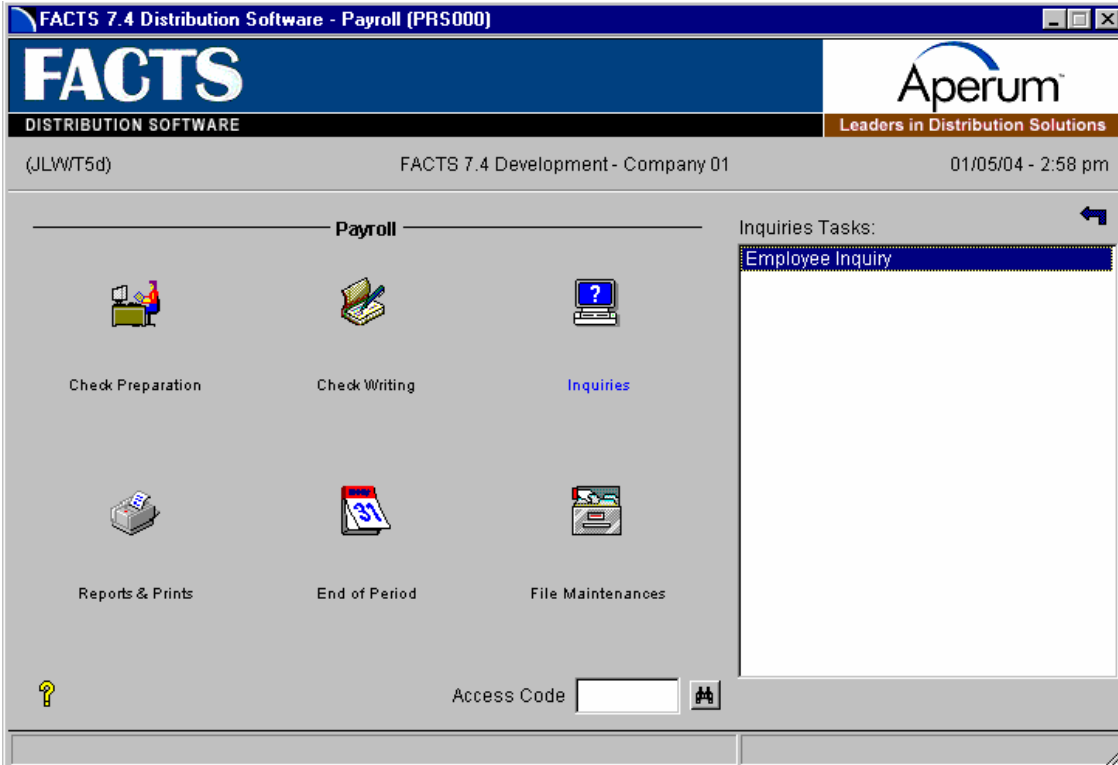 FACTS 7.4 Distribution Software - Payroll (PRS000)
FACTS
DISTRIBUTION SOFTWARE
Aperum™
Leaders in Distribution Solutions
(JLW/T5d)
FACTS 7.4 Development - Company 01
01/05/04 - 2:58 pm
Payroll
Inquiries Tasks:
Employee Inquiry
?
Check Preparation
Check Writing
Inquiries
31
Reports & Prints
End of Period
File Maintenances
?
Access Code